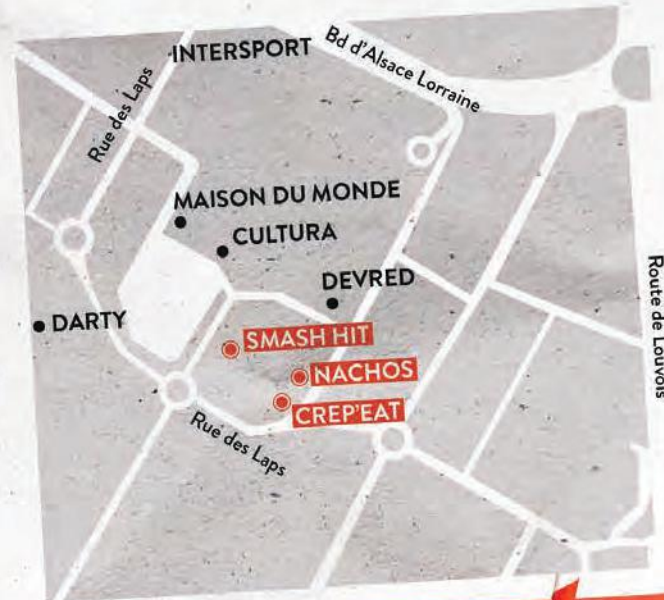 INTERSPORT
Bd d'Alsace Lorraine
Rue des Laps
MAISON DU MONDE
CULTURA
DEVRED
Route de Louvois
DARTY
SMASH HIT
NACHOS
CREP'EAT
Rue des Laps